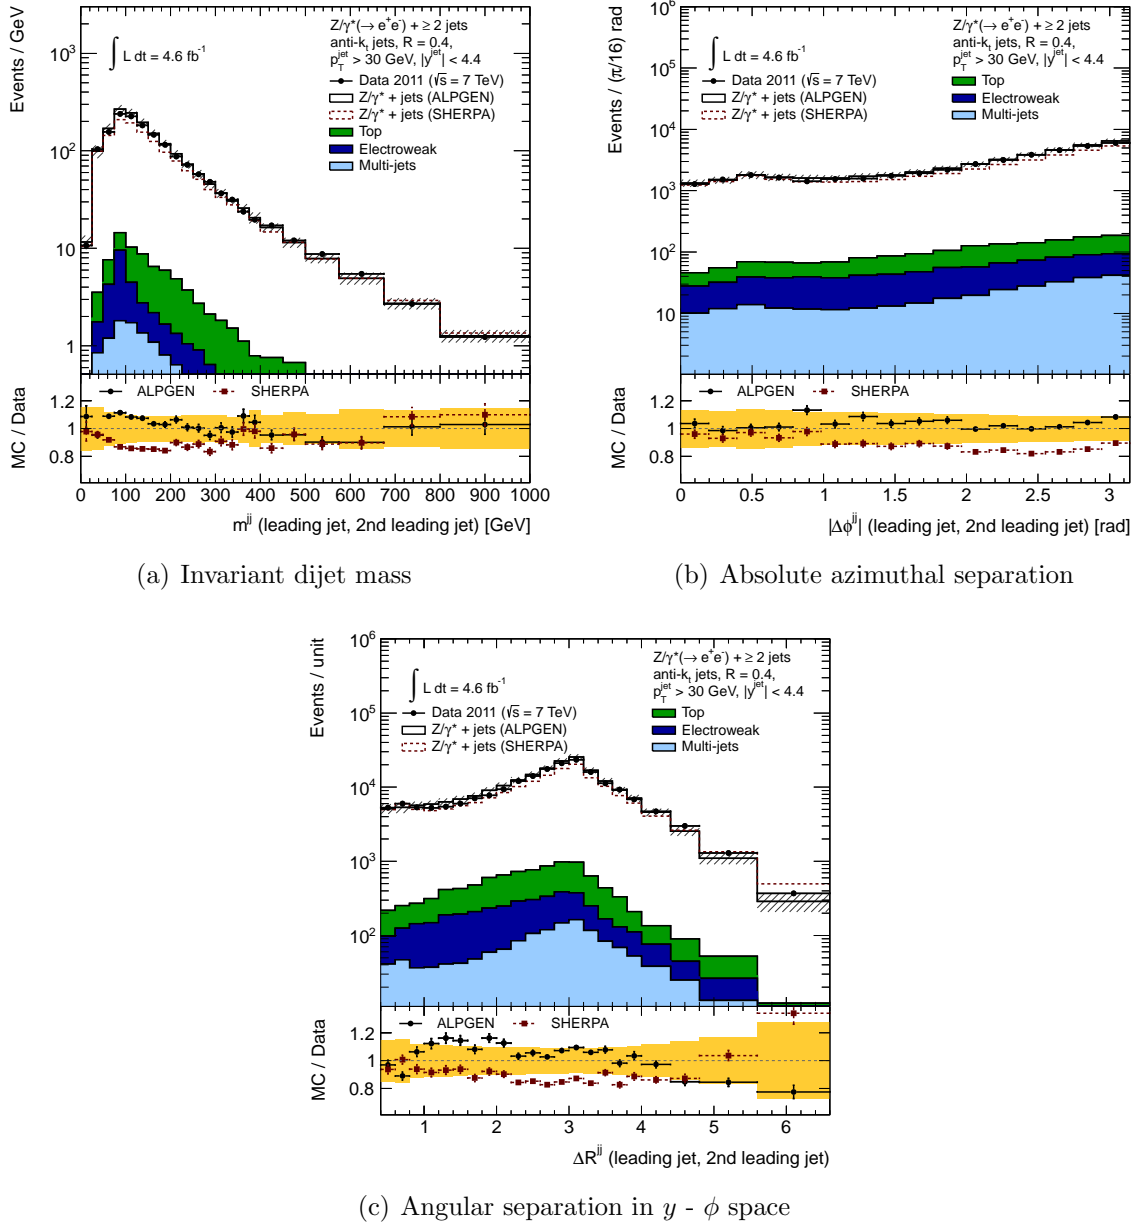 Events / GeV
10³
10²
10
1
∫ L dt = 4.6 fb⁻¹
Z/γ*(→ e⁺e⁻) + ≥ 2 jets
anti-kₜ jets, R = 0.4,
p_T^jet > 30 GeV, |y^jet| < 4.4
Data 2011 (√s = 7 TeV)
Z/γ* + jets (ALPGEN)
Z/γ* + jets (SHERPA)
Top
Electroweak
Multi-jets
MC / Data
1.2
1
0.8
ALPGEN
SHERPA
0 100 200 300 400 500 600 700 800 900 1000
m^jj (leading jet, 2nd leading jet) [GeV]
(a) Invariant dijet mass
Events / (π/16) rad
10⁶
10⁵
10⁴
10³
10²
10
∫ L dt = 4.6 fb⁻¹
Z/γ*(→ e⁺e⁻) + ≥ 2 jets
anti-kₜ jets, R = 0.4,
p_T^jet > 30 GeV, |y^jet| < 4.4
Data 2011 (√s = 7 TeV)
Z/γ* + jets (ALPGEN)
Z/γ* + jets (SHERPA)
Top
Electroweak
Multi-jets
MC / Data
1.2
1
0.8
ALPGEN
SHERPA
0 0.5 1 1.5 2 2.5 3
|Δϕ^jj| (leading jet, 2nd leading jet) [rad]
(b) Absolute azimuthal separation
Events / unit
10⁶
10⁵
10⁴
10³
10²
∫ L dt = 4.6 fb⁻¹
Z/γ*(→ e⁺e⁻) + ≥ 2 jets
anti-kₜ jets, R = 0.4,
p_T^jet > 30 GeV, |y^jet| < 4.4
Data 2011 (√s = 7 TeV)
Z/γ* + jets (ALPGEN)
Z/γ* + jets (SHERPA)
Top
Electroweak
Multi-jets
MC / Data
1.2
1
0.8
ALPGEN
SHERPA
1 2 3 4 5 6
ΔR^jj (leading jet, 2nd leading jet)
(c) Angular separation in y - ϕ space